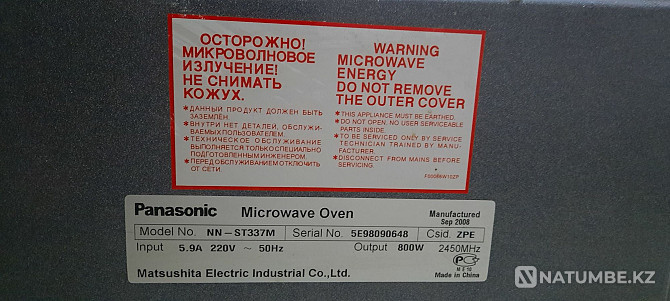 ОСТОРОЖНО!
МИКРОВОЛНОВОЕ
ИЗЛУЧЕНИЕ!
НЕ СНИМАТЬ
КОЖУХ.
*ДАННЫЙ ПРОДУКТ ДОЛЖЕН БЫТЬ
ЗАЗЕМЛЕН.
*ВНУТРИ НЕТ ДЕТАЛЕЙ, ОБСЛУЖИ-
ВАЕМЫХ ПОЛЬЗОВАТЕЛЕМ.
*ТЕХНИЧЕСКОЕ ОБСЛУЖИВАНИЕ
ВЫПОЛНЯЕТСЯ ТОЛЬКО СПЕЦИАЛЬНО
ПОДГОТОВЛЕННЫМ ИНЖЕНЕРОМ.
*ПЕРЕД ОБСЛУЖИВАНИЕМ ОТКЛЮЧИТЬ
ОТ СЕТИ.
WARNING
MICROWAVE
ENERGY
DO NOT REMOVE
THE OUTER COVER
*THIS APPLIANCE MUST BE EARTHED.
*DO NOT OPEN. NO USER SERVICEABLE
PARTS INSIDE.
*TO BE SERVICED ONLY BY SERVICE
TECHNICIAN TRAINED BY MANU-
FACTURER.
*DISCONNECT FROM MAINS BEFORE
SERVICING.
Panasonic Microwave Oven
Manufactured
Sep 2008
Model No. NN-ST337M Serial No. 5E98090648 Csid. ZPE
Input 5.9A 220V ~ 50Hz Output 800W 2450MHz
Matsushita Electric Industrial Co.,Ltd.
Made in China
NATUMBE.KZ